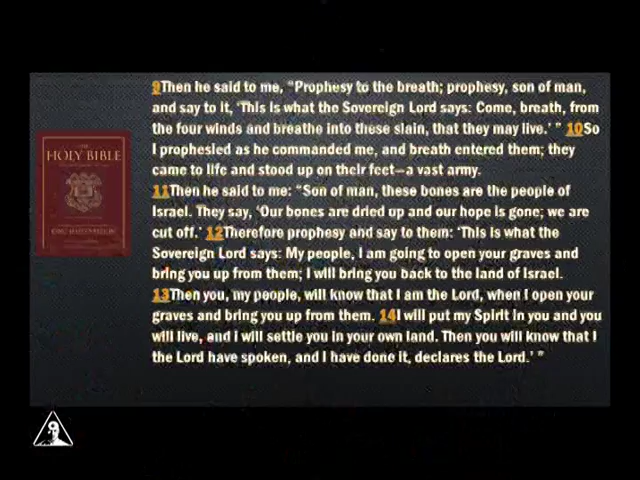 HOLY BIBLE
9Then he said to me, “Prophesy to the breath; prophesy, son of man,
and say to it, ‘This is what the Sovereign Lord says: Come, breath, from
the four winds and breathe into these slain, that they may live.’ ” 10So
I prophesied as he commanded me, and breath entered them; they
came to life and stood up on their feet—a vast army.
11Then he said to me: “Son of man, these bones are the people of
Israel. They say, ‘Our bones are dried up and our hope is gone; we are
cut off.’ 12Therefore prophesy and say to them: ‘This is what the
Sovereign Lord says: My people, I am going to open your graves and
bring you up from them; I will bring you back to the land of Israel.
13Then you, my people, will know that I am the Lord, when I open your
graves and bring you up from them. 14I will put my Spirit in you and you
will live, and i will settle you in your own land. Then you will know that I
the Lord have spoken, and I have done it, declares the Lord.’ ”